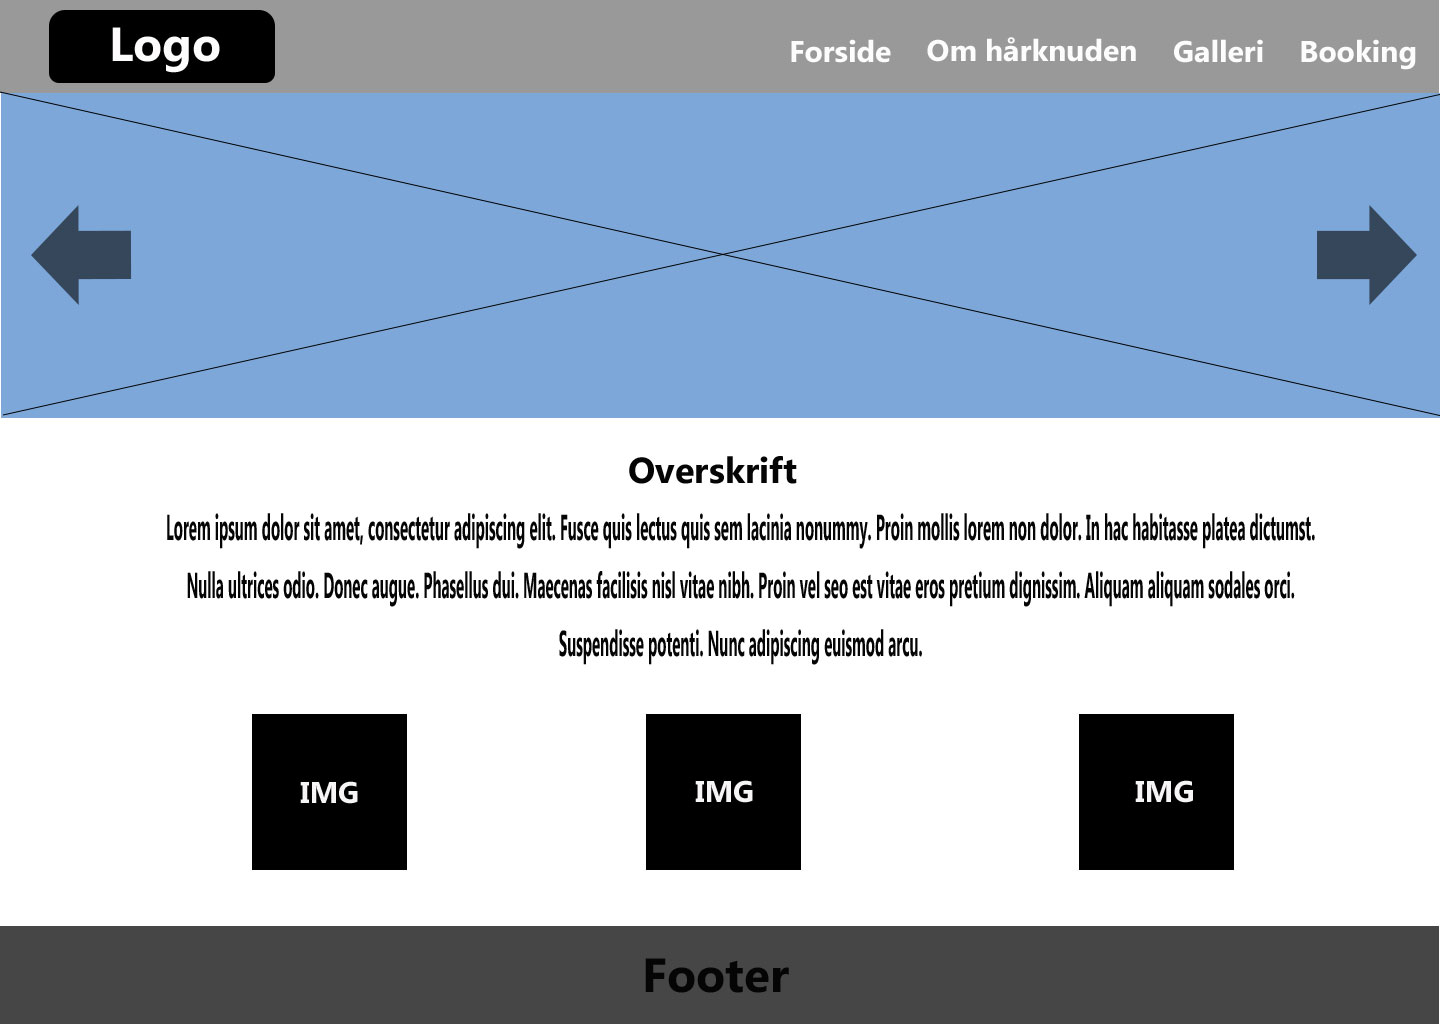 Logo
Forside Om hårknuden Galleri Booking
Overskrift
Lorem ipsum dolor sit amet, consectetur adipiscing elit. Fusce quis lectus quis sem lacinia nonummy. Proin mollis lorem non dolor. In hac habitasse platea dictumst.
Nulla ultrices odio. Donec augue. Phasellus dui. Maecenas facilisis nisl vitae nibh. Proin vel seo est vitae eros pretium dignissim. Aliquam aliquam sodales orci.
Suspendisse potenti. Nunc adipiscing euismod arcu.
IMG IMG IMG
Footer